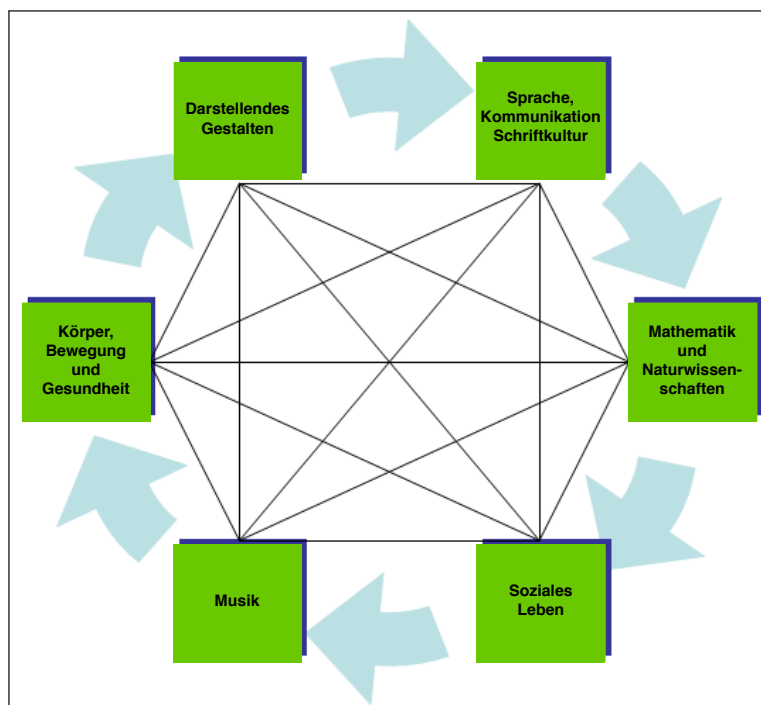 Darstellendes
Gestalten
Sprache,
Kommunikation
Schriftkultur
Körper,
Bewegung
und
Gesundheit
Mathematik
und
Naturwissen-
schaften
Musik
Soziales
Leben